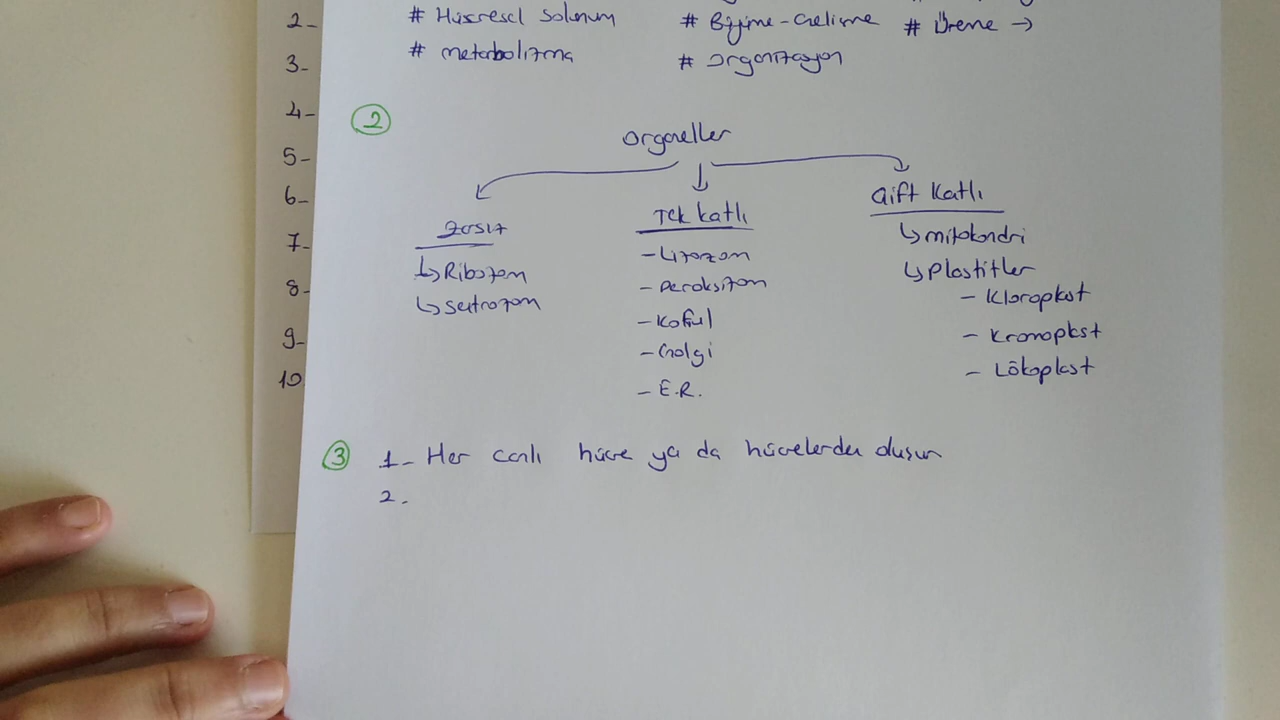 2- # Hücresel Solunum # Büyüme-Gelişme # Üreme →
3- # metabolizma # Organizasyon
4- ②
5- Organeller
6- Zarsız Tek katlı Çift Katlı
7- ↳ Ribozom - Lizozom ↳ mitokondri
8- ↳ Sentrozom - Peroksizom ↳ Plastitler
- Koful - Kloroplast
9- - Golgi - Kromoplast
10 - E.R. - Lökoplast
③ 1- Her canlı hücre ya da hücrelerden oluşur
2-